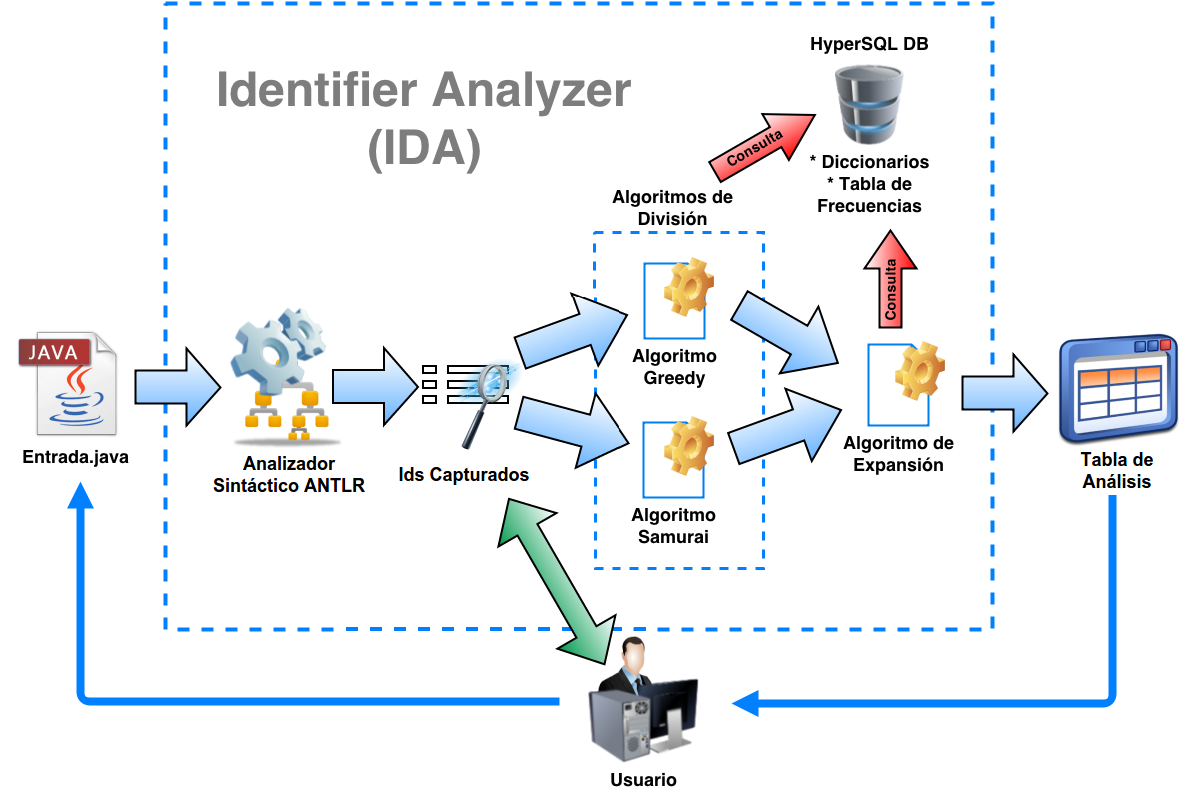 HyperSQL DB
Identifier Analyzer
(IDA)
Consulta
* Diccionarios
* Tabla de
Frecuencias
Algoritmos de
División
Consulta
JAVA
Algoritmo
Greedy
Entrada.java
Analizador
Sintáctico ANTLR
Ids Capturados
Algoritmo de
Expansión
Tabla de
Análisis
Algoritmo
Samurai
Usuario